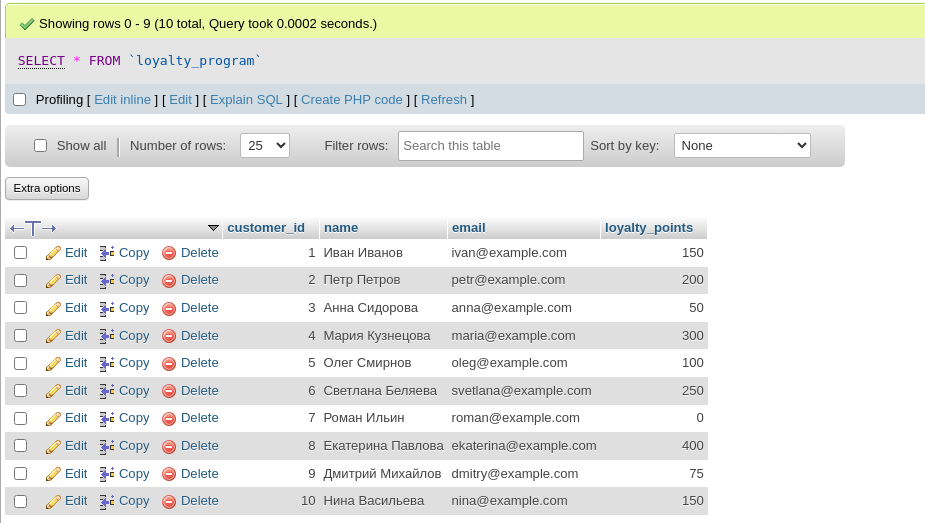 Showing rows 0 - 9 (10 total, Query took 0.0002 seconds.)
SELECT * FROM `loyalty_program`
Profiling [ Edit inline ] [ Edit ] [ Explain SQL ] [ Create PHP code ] [ Refresh ]
Show all Number of rows: 25 Filter rows: Search this table Sort by key: None
Extra options
customer_id name email loyalty_points
Edit Copy Delete 1 Иван Иванов ivan@example.com 150
Edit Copy Delete 2 Петр Петров petr@example.com 200
Edit Copy Delete 3 Анна Сидорова anna@example.com 50
Edit Copy Delete 4 Мария Кузнецова maria@example.com 300
Edit Copy Delete 5 Олег Смирнов oleg@example.com 100
Edit Copy Delete 6 Светлана Беляева svetlana@example.com 250
Edit Copy Delete 7 Роман Ильин roman@example.com 0
Edit Copy Delete 8 Екатерина Павлова ekaterina@example.com 400
Edit Copy Delete 9 Дмитрий Михайлов dmitry@example.com 75
Edit Copy Delete 10 Нина Васильева nina@example.com 150